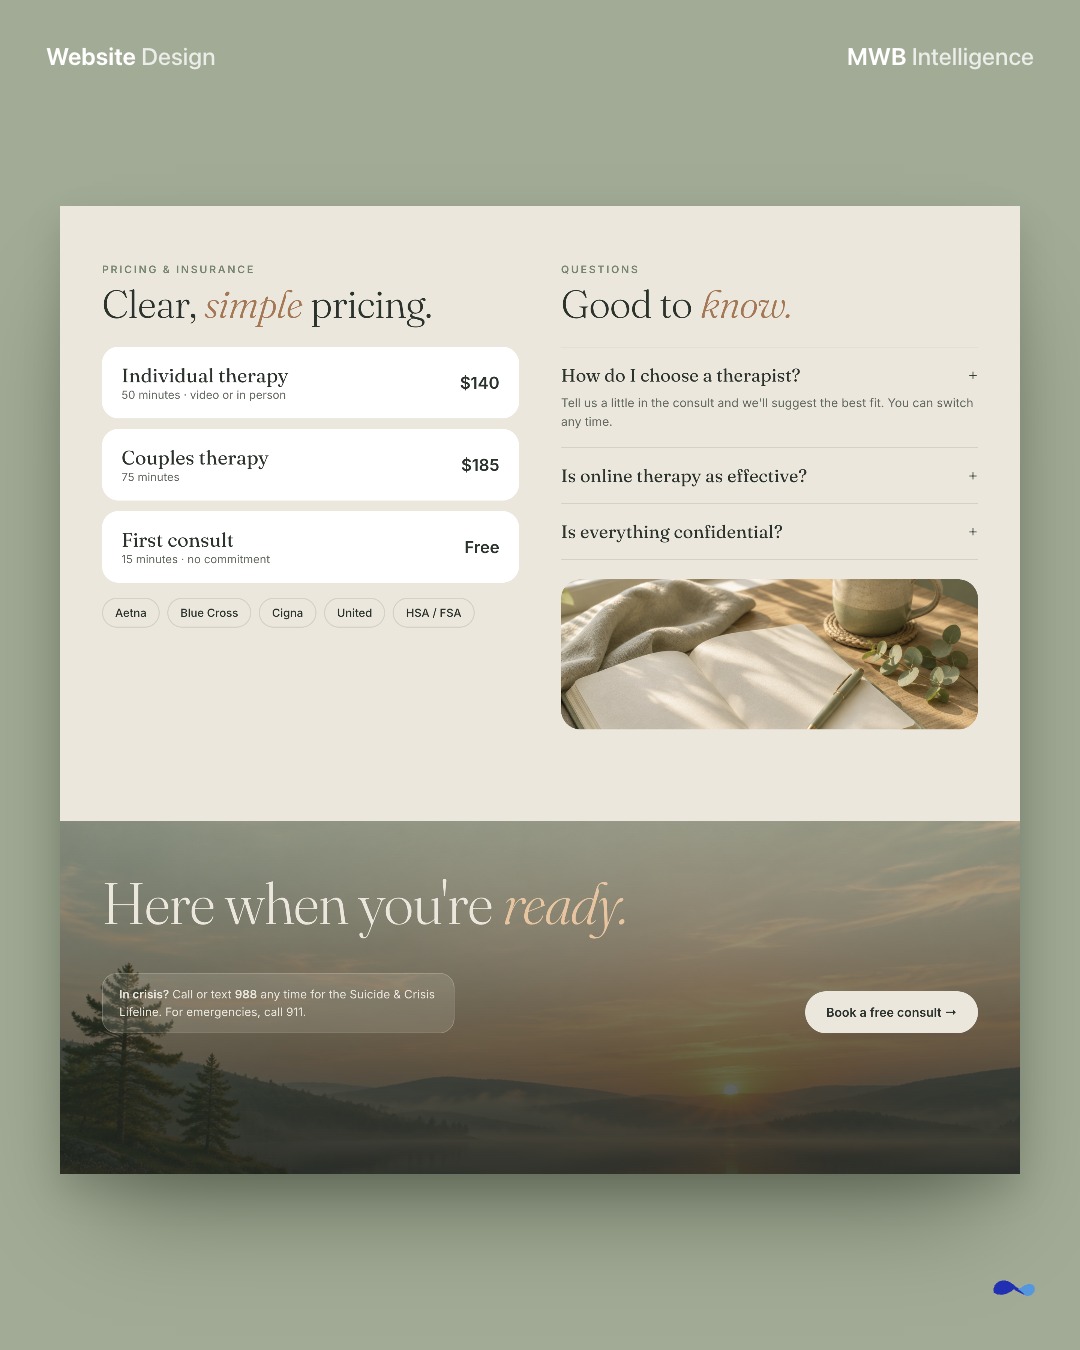 Website Design
MWB Intelligence
PRICING & INSURANCE
Clear, simple pricing.
Individual therapy
50 minutes · video or in person
$140
Couples therapy
75 minutes
$185
First consult
15 minutes · no commitment
Free
Aetna
Blue Cross
Cigna
United
HSA / FSA
QUESTIONS
Good to know.
How do I choose a therapist?
+
Tell us a little in the consult and we'll suggest the best fit. You can switch
any time.
Is online therapy as effective?
+
Is everything confidential?
+
Here when you're ready.
In crisis? Call or text 988 any time for the Suicide & Crisis
Lifeline. For emergencies, call 911.
Book a free consult →